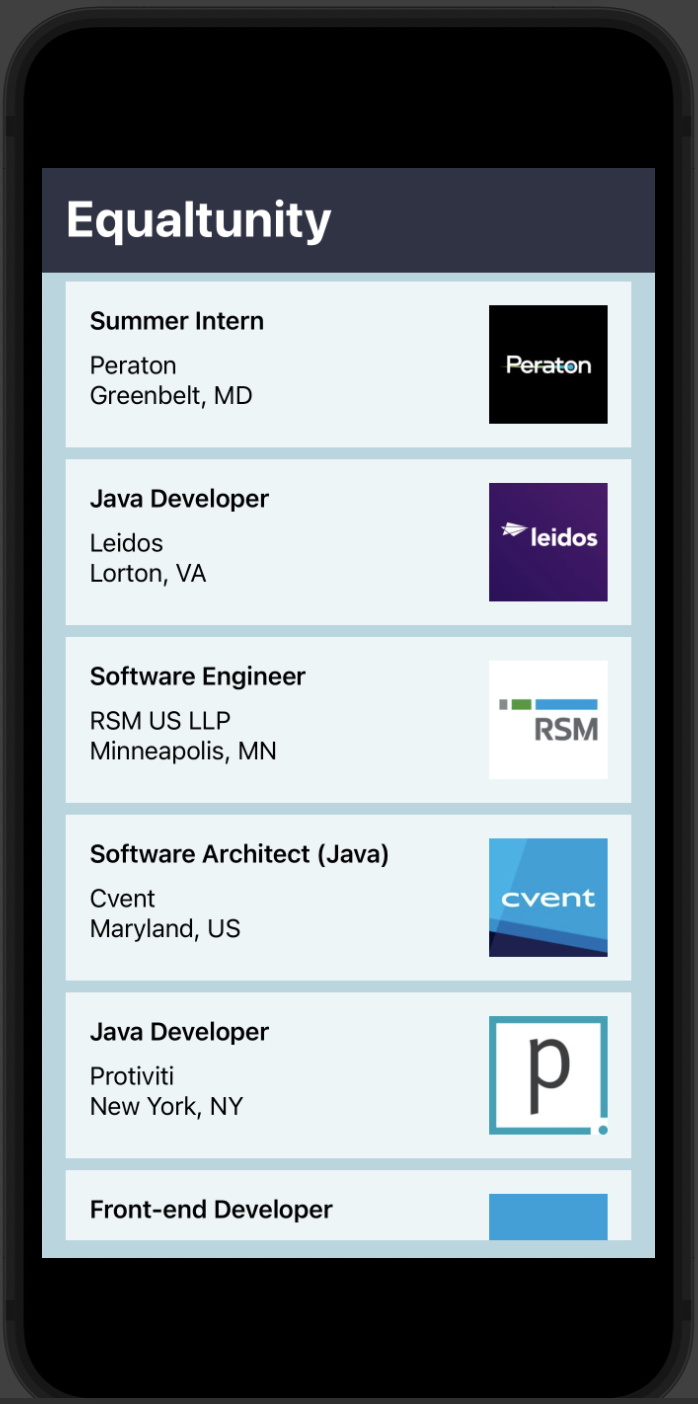 Equaltunity
Summer Intern
Peraton
Greenbelt, MD
Peraton
Java Developer
Leidos
Lorton, VA
leidos
Software Engineer
RSM US LLP
Minneapolis, MN
RSM
Software Architect (Java)
Cvent
Maryland, US
cvent
Java Developer
Protiviti
New York, NY
p
Front-end Developer